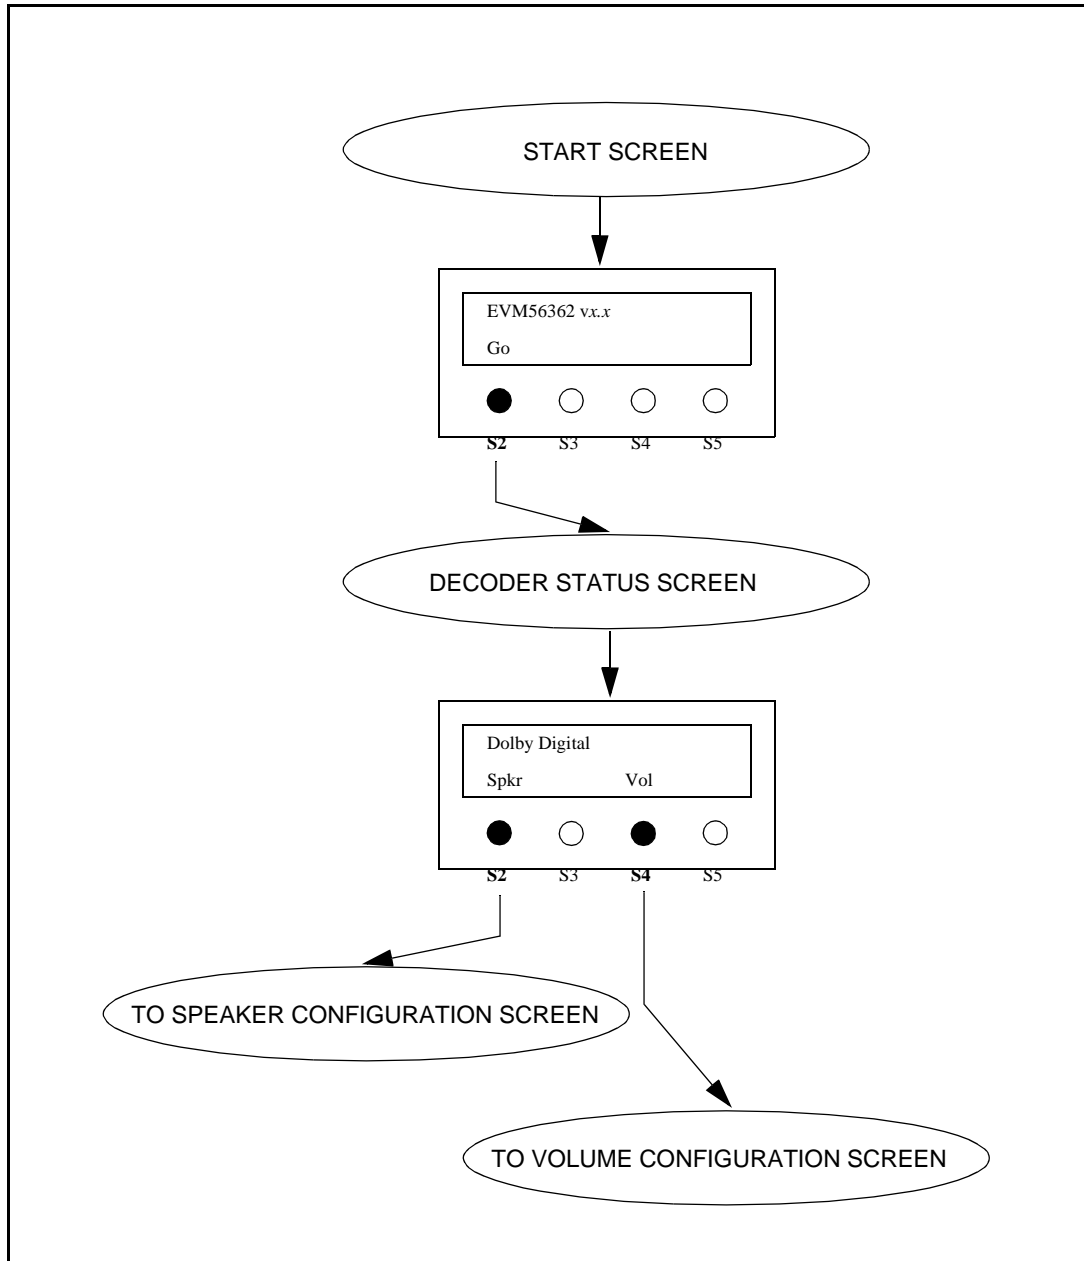 START SCREEN
EVM56362 vx.x
Go
S2 S3 S4 S5
DECODER STATUS SCREEN
Dolby Digital
Spkr Vol
S2 S3 S4 S5
TO SPEAKER CONFIGURATION SCREEN
TO VOLUME CONFIGURATION SCREEN